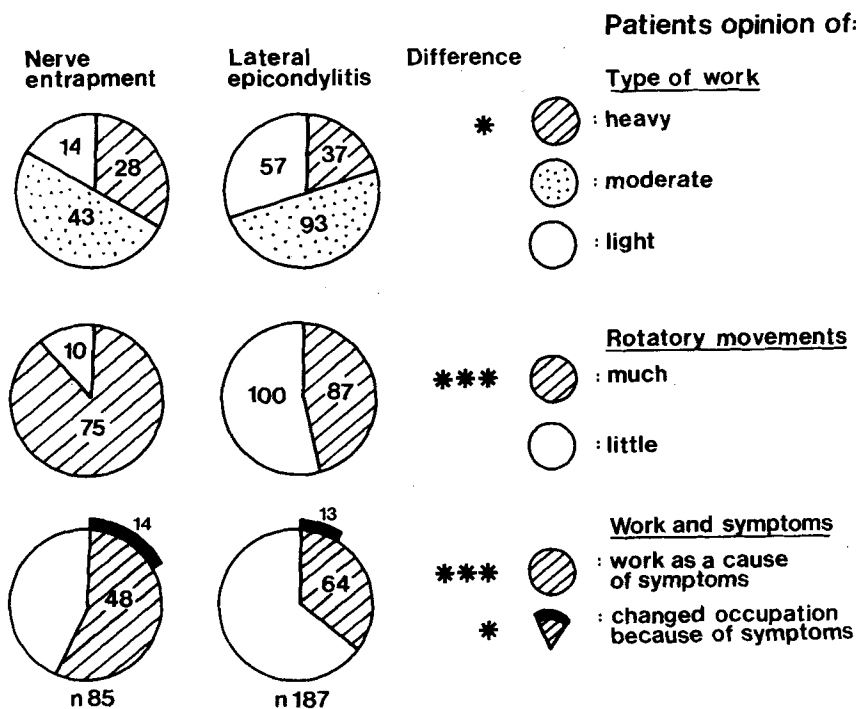 Patients opinion of:
Nerve entrapment
Lateral epicondylitis
Difference
Type of work
*
: heavy
: moderate
: light
14
28
43
57
37
93
Rotatory movements
***
: much
: little
10
75
100
87
Work and symptoms
***
: work as a cause
of symptoms
*
: changed occupation
because of symptoms
14
48
13
64
n 85
n 187